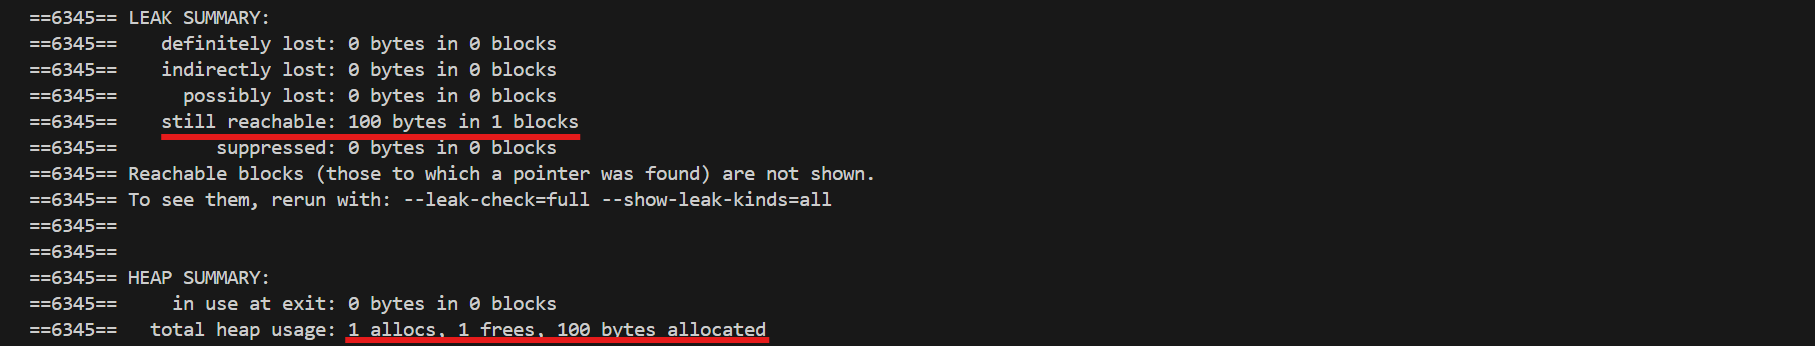 ==6345== LEAK SUMMARY:
==6345==    definitely lost: 0 bytes in 0 blocks
==6345==    indirectly lost: 0 bytes in 0 blocks
==6345==      possibly lost: 0 bytes in 0 blocks
==6345==    still reachable: 100 bytes in 1 blocks
==6345==         suppressed: 0 bytes in 0 blocks
==6345== Reachable blocks (those to which a pointer was found) are not shown.
==6345== To see them, rerun with: --leak-check=full --show-leak-kinds=all
==6345==
==6345==
==6345== HEAP SUMMARY:
==6345==     in use at exit: 0 bytes in 0 blocks
==6345==   total heap usage: 1 allocs, 1 frees, 100 bytes allocated